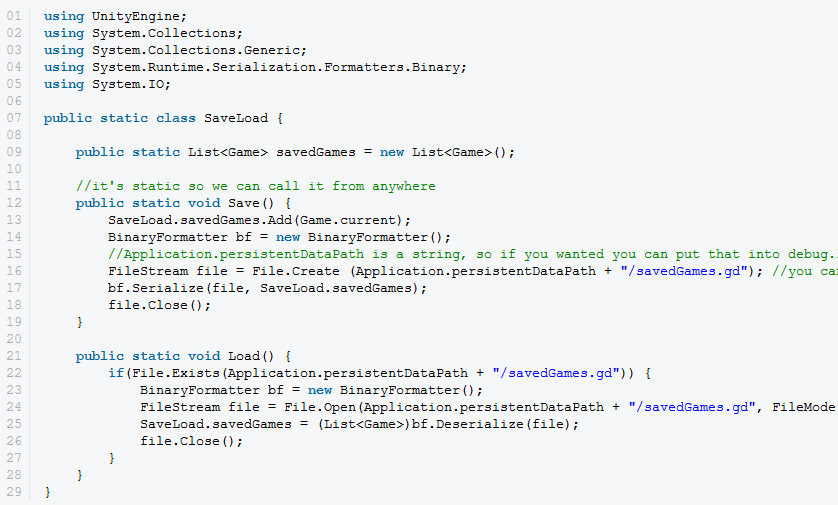 01 using UnityEngine;
02 using System.Collections;
03 using System.Collections.Generic;
04 using System.Runtime.Serialization.Formatters.Binary;
05 using System.IO;
06
07 public static class SaveLoad {
08
09     public static List<Game> savedGames = new List<Game>();
10
11     //it's static so we can call it from anywhere
12     public static void Save() {
13         SaveLoad.savedGames.Add(Game.current);
14         BinaryFormatter bf = new BinaryFormatter();
15         //Application.persistentDataPath is a string, so if you wanted you can put that into debug.
16         FileStream file = File.Create (Application.persistentDataPath + "/savedGames.gd"); //you
17         bf.Serialize(file, SaveLoad.savedGames);
18         file.Close();
19     }
20
21     public static void Load() {
22         if(File.Exists(Application.persistentDataPath + "/savedGames.gd")) {
23             BinaryFormatter bf = new BinaryFormatter();
24             FileStream file = File.Open(Application.persistentDataPath + "/savedGames.gd", FileMode
25             SaveLoad.savedGames = (List<Game>)bf.Deserialize(file);
26             file.Close();
27         }
28     }
29 }